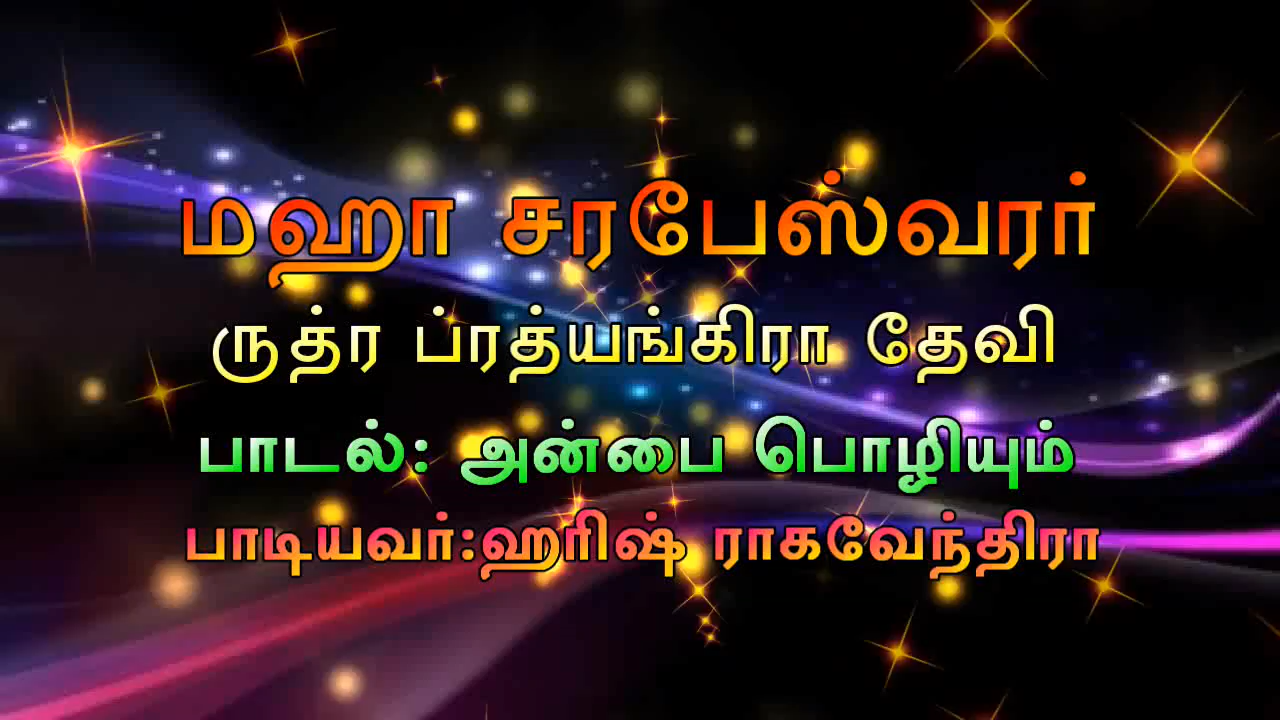 மஹா சரபேஸ்வரர்
ருத்ர ப்ரத்யங்கிரா தேவி
பாடல்: அன்பை பொழியும்
பாடியவர்:ஹரிஷ் ராகவேந்திரா